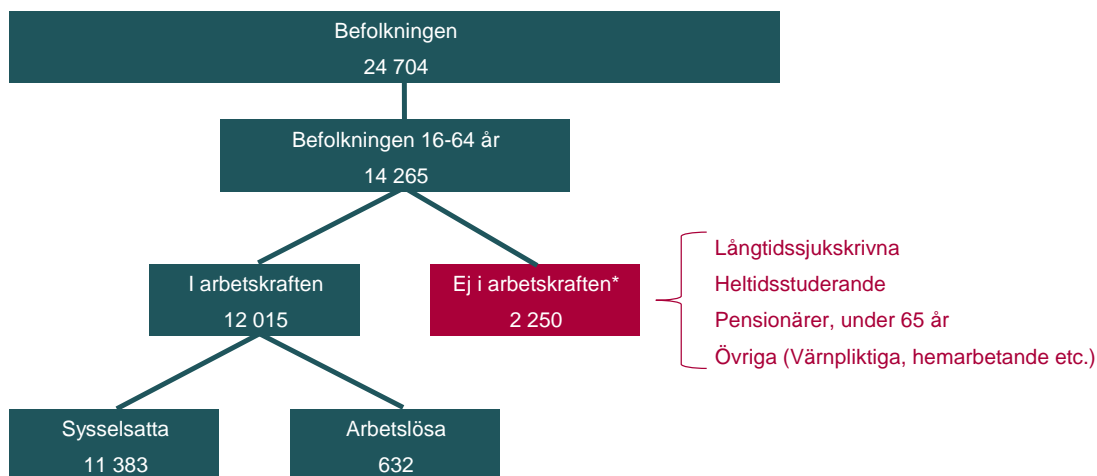 Befolkningen
24 704
Befolkningen 16-64 år
14 265
I arbetskraften
12 015
Ej i arbetskraften*
2 250
Långtidssjukskrivna
Heltidsstuderande
Pensionärer, under 65 år
Övriga (Värnpliktiga, hemarbetande etc.)
Sysselsatta
11 383
Arbetslösa
632